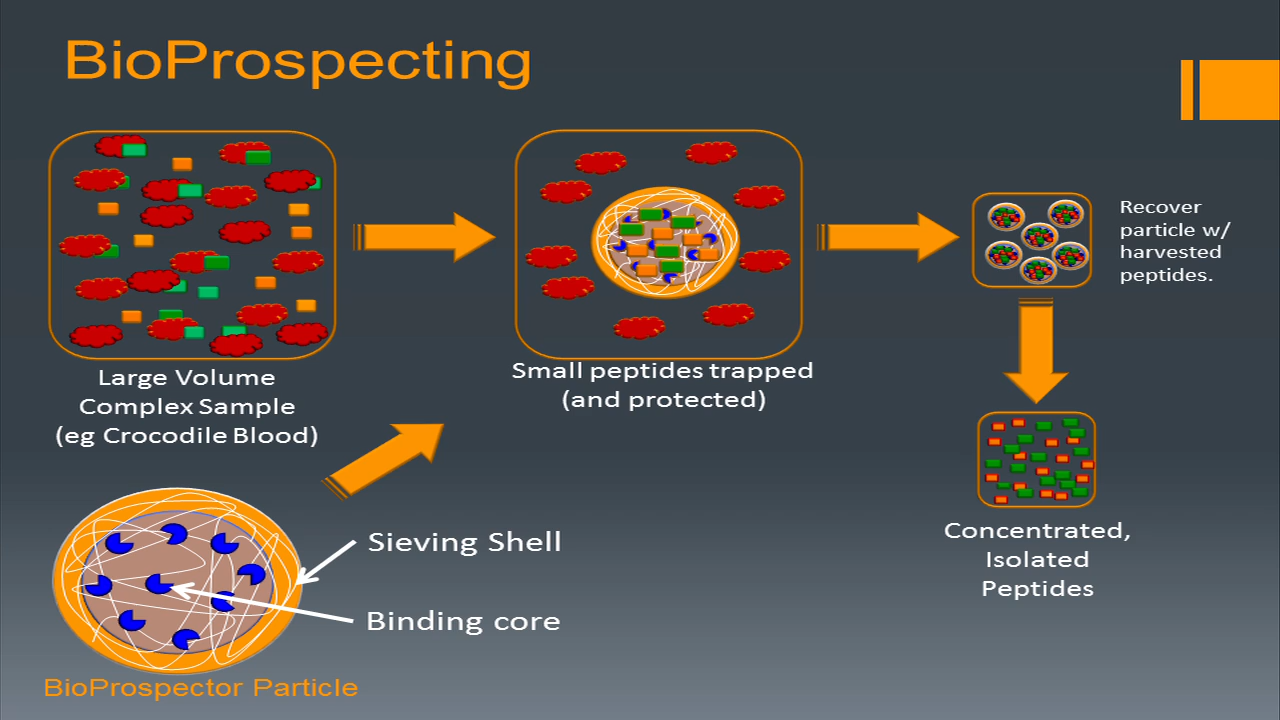 BioProspecting
Large Volume
Complex Sample
(eg Crocodile Blood)
Small peptides trapped
(and protected)
Recover
particle w/
harvested
peptides.
Concentrated,
Isolated
Peptides
Sieving Shell
Binding core
BioProspector Particle